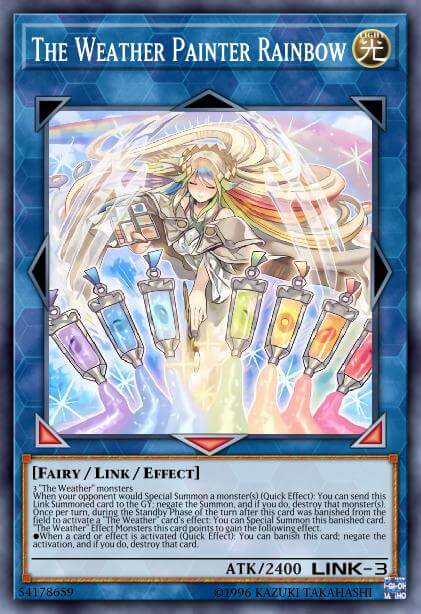 THE WEATHER PAINTER RAINBOW
LIGHT
光
[FAIRY / LINK / EFFECT]
3 "The Weather" monsters
When your opponent would Special Summon a monster(s) (Quick Effect): You can send this
Link Summoned card to the GY; negate the Summon, and if you do, destroy that monster(s).
Once per turn, during the Standby Phase of the turn after this card was banished from the
field to activate a "The Weather" card's effect: You can Special Summon this banished card.
"The Weather" Effect Monsters this card points to gain the following effect.
●When a card or effect is activated (Quick Effect): You can banish this card; negate the
activation, and if you do, destroy that card.
ATK/2400 LINK-3
54178659
©1996 KAZUKI TAKAHASHI